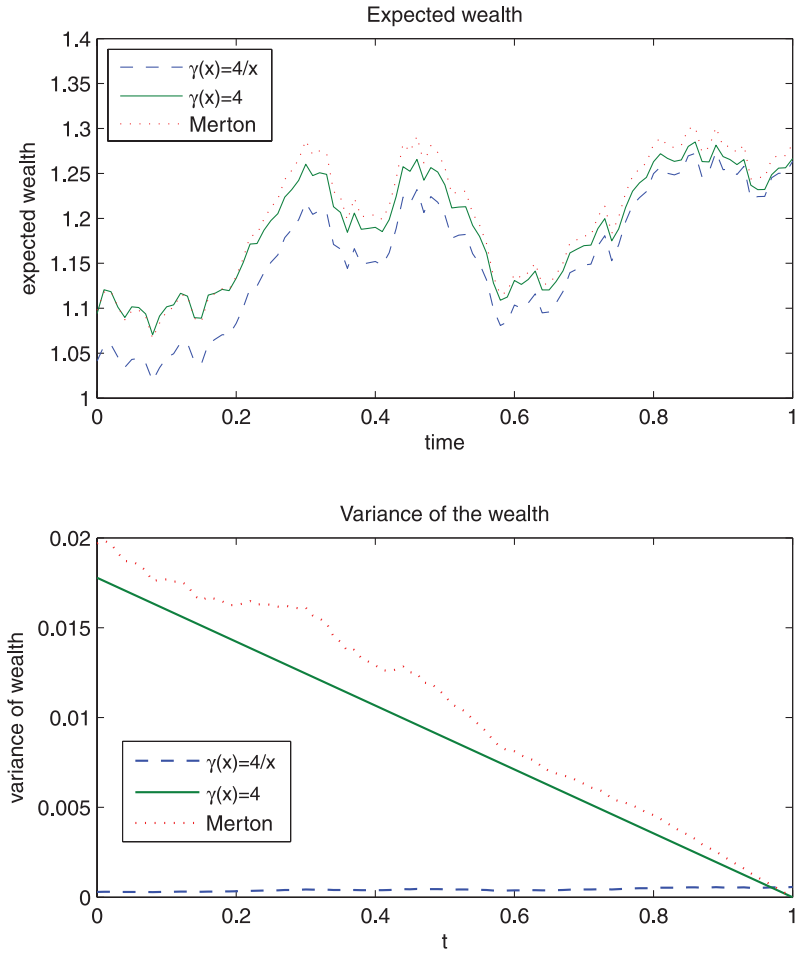 Expected wealth
1.4
1.35
1.3
1.25
1.2
1.15
1.1
1.05
1
expected wealth
γ(x)=4/x
γ(x)=4
Merton
0
0.2
0.4
0.6
0.8
1
time
Variance of the wealth
0.02
0.015
0.01
0.005
0
variance of wealth
γ(x)=4/x
γ(x)=4
Merton
0
0.2
0.4
0.6
0.8
1
t